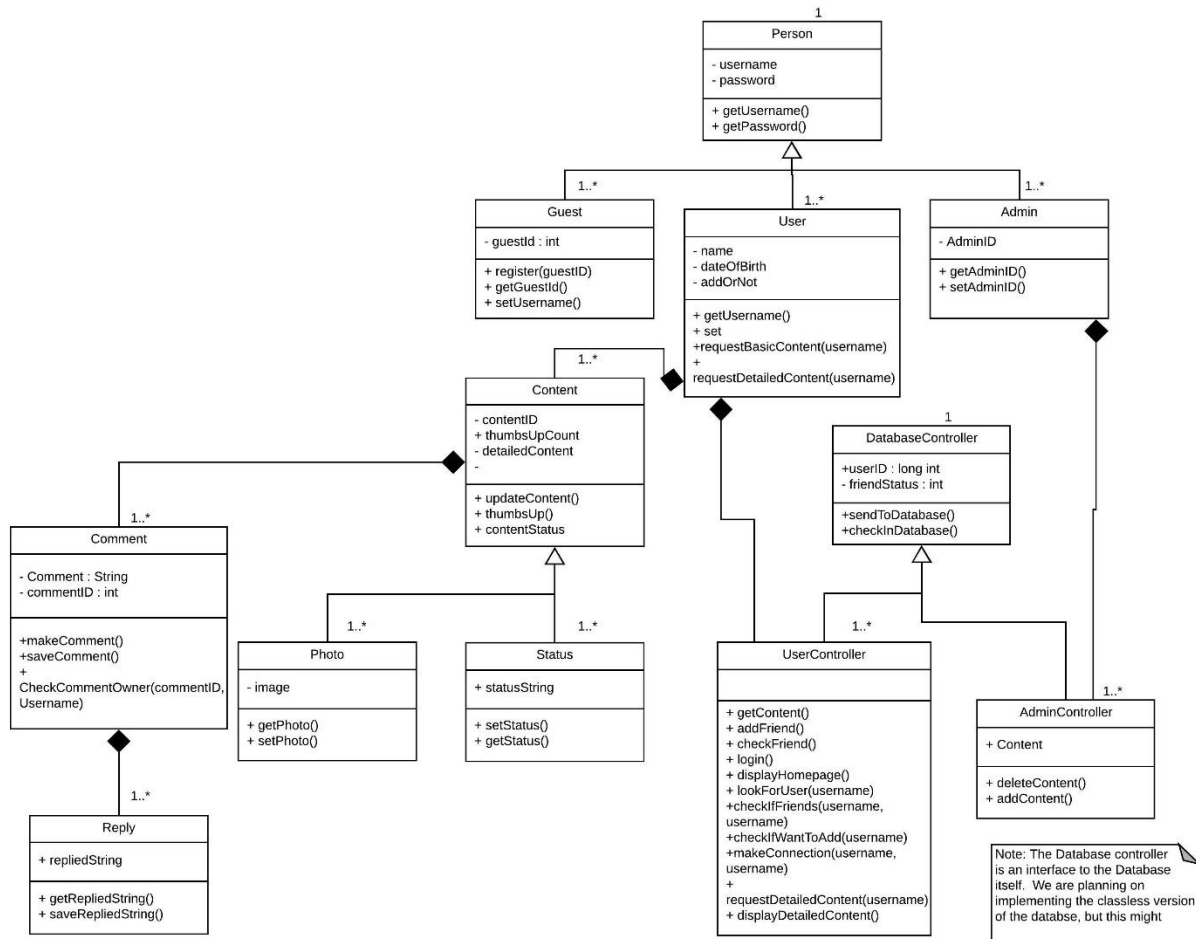 1
Person
- username
- password
+ getUsername()
+ getPassword()
1..*
1..*
1..*
Guest
- guestId : int
+ register(guestID)
+ getGuestId()
+ setUsername()
User
- name
- dateOfBirth
- addOrNot
+ getUsername()
+ set
+requestBasicContent(username)
+
requestDetailedContent(username)
Admin
- AdminID
+ getAdminID()
+ setAdminID()
1..*
Content
- contentID
+ thumbsUpCount
- detailedContent
-
+ updateContent()
+ thumbsUp()
+ contentStatus
1
DatabaseController
+userID : long int
- friendStatus : int
+sendToDatabase()
+checkInDatabase()
1..*
Comment
- Comment : String
- commentID : int
+makeComment()
+saveComment()
+
CheckCommentOwner(commentID,
Username)
1..*
Photo
- image
+ getPhoto()
+ setPhoto()
1..*
Status
+ statusString
+ setStatus()
+ getStatus()
1..*
UserController
+ getContent()
+ addFriend()
+ checkFriend()
+ login()
+ displayHomepage()
+ lookForUser(username)
+checkIfFriends(username,
username)
+checkIfWantToAdd(username)
+makeConnection(username,
username)
+
requestDetailedContent(username)
+ displayDetailedContent()
1..*
AdminController
+ Content
+ deleteContent()
+ addContent()
1..*
Reply
+ repliedString
+ getRepliedString()
+ saveRepliedString()
Note: The Database controller
is an interface to the Database
itself. We are planning on
implementing the classless version
of the databse, but this might